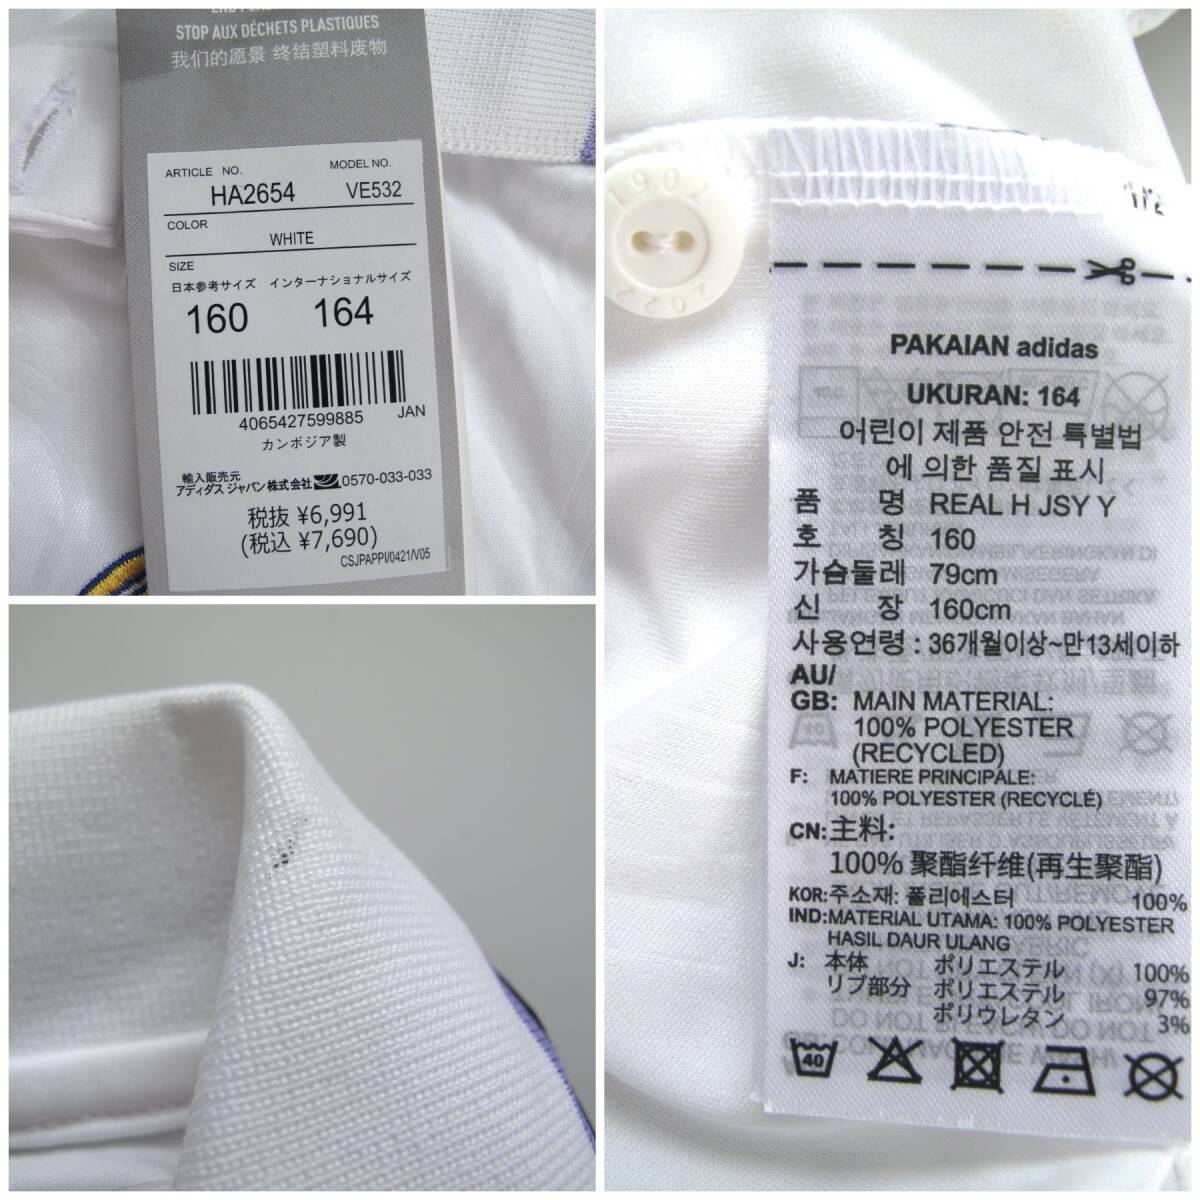 END PLASTIC WASTE
STOP AUX DÉCHETS PLASTIQUES
我们的愿景 终结塑料废物
ARTICLE NO.
MODEL NO.
HA2654
VE532
COLOR
WHITE
SIZE
日本参考サイズ インターナショナルサイズ
160 164
4065427599885 JAN
カンボジア製
輸入販売元
アディダス ジャパン株式会社 0570-033-033
税抜 ¥6,991
(税込 ¥7,690)
CSJPAPPI/0421/V05
1902
2022
1/2
PAKAIAN adidas
UKURAN: 164
어린이 제품 안전 특별법
에 의한 품질 표시
품 명 REAL H JSY Y
호 칭 160
가슴둘레 79cm
신 장 160cm
사용연령 : 36개월이상~만13세이하
AU/
GB: MAIN MATERIAL:
100% POLYESTER
(RECYCLED)
F: MATIERE PRINCIPALE:
100% POLYESTER (RECYCLÉ)
CN: 主料:
100% 聚酯纤维(再生聚酯)
KOR: 주소재: 폴리에스터 100%
IND: MATERIAL UTAMA: 100% POLYESTER
HASIL DAUR ULANG
J: 本体 ポリエステル 100%
リブ部分 ポリエステル 97%
ポリウレタン 3%
40